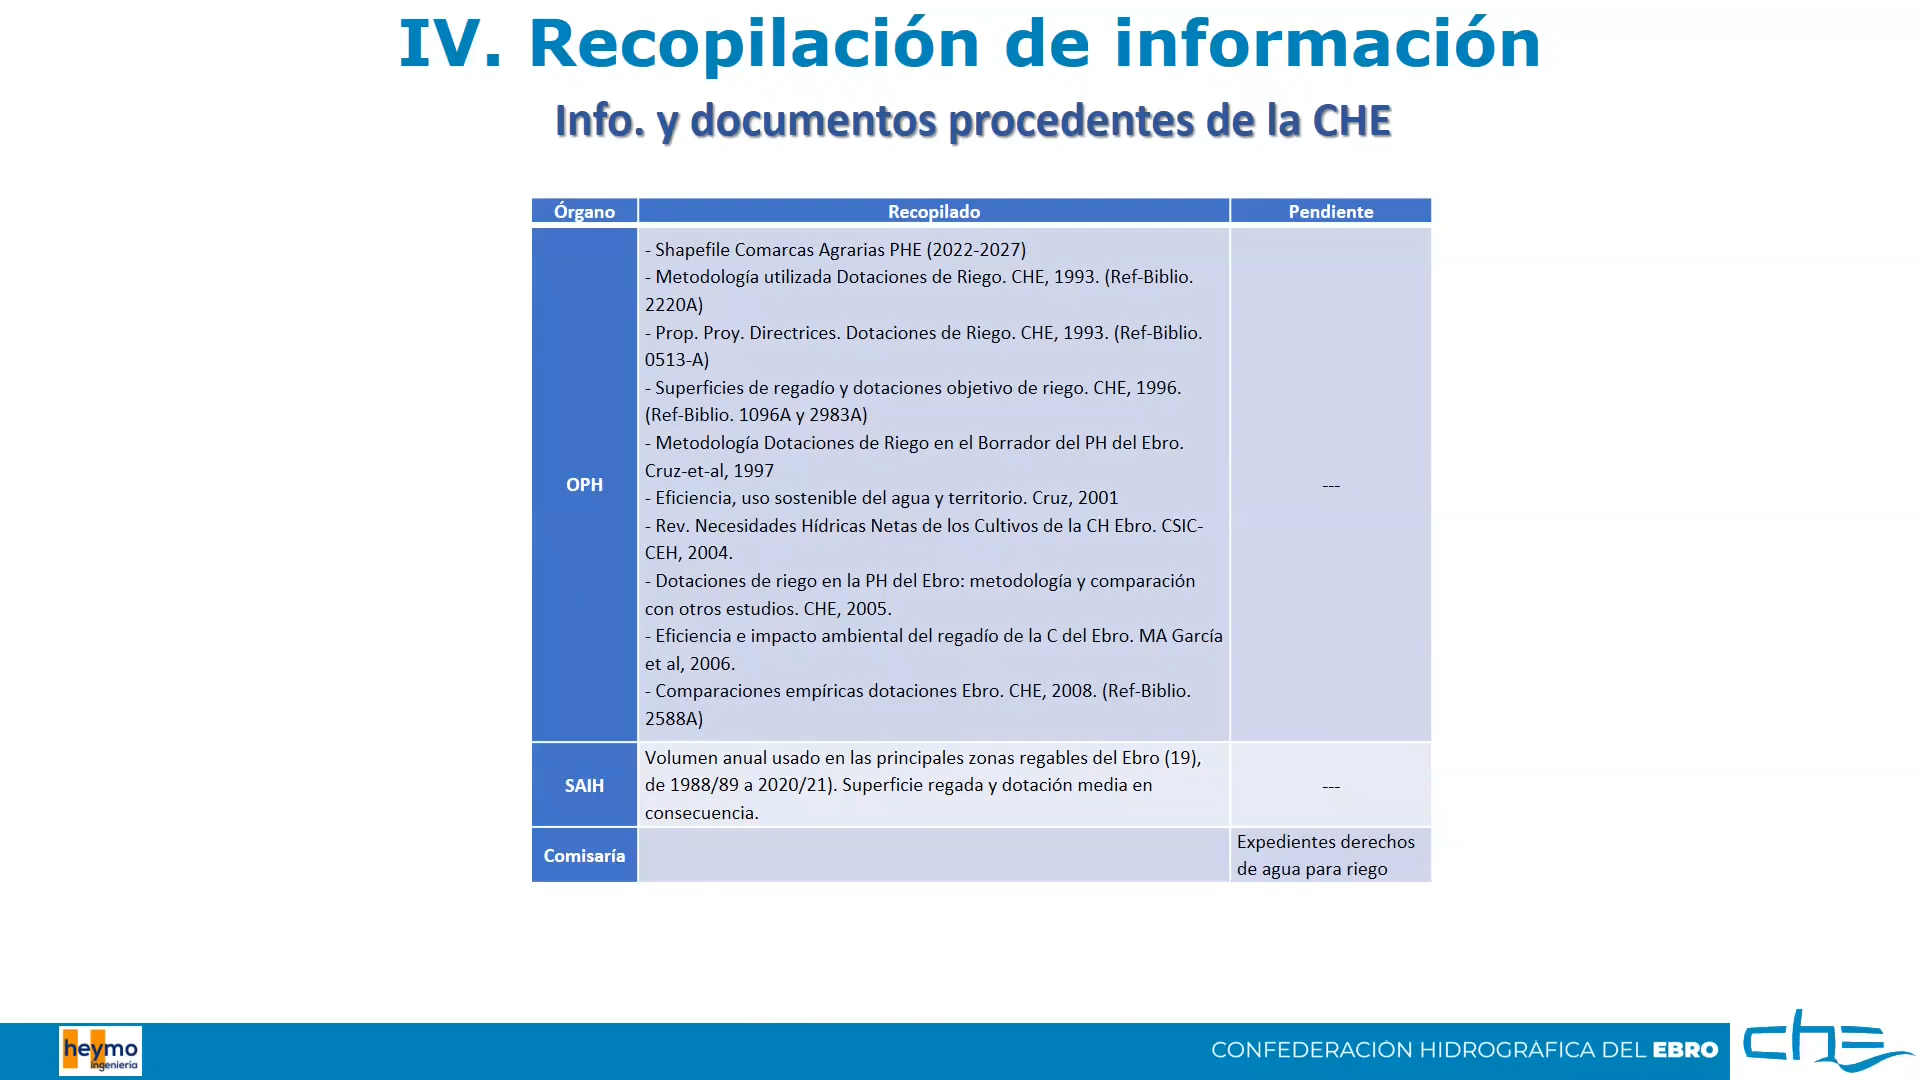 IV. Recopilación de información
Info. y documentos procedentes de la CHE
Órgano
Recopilado
Pendiente
OPH
- Shapefile Comarcas Agrarias PHE (2022-2027)
- Metodología utilizada Dotaciones de Riego. CHE, 1993. (Ref-Biblio.
2220A)
- Prop. Proy. Directrices. Dotaciones de Riego. CHE, 1993. (Ref-Biblio.
0513-A)
- Superficies de regadío y dotaciones objetivo de riego. CHE, 1996.
(Ref-Biblio. 1096A y 2983A)
- Metodología Dotaciones de Riego en el Borrador del PH del Ebro.
Cruz-et-al, 1997
- Eficiencia, uso sostenible del agua y territorio. Cruz, 2001
- Rev. Necesidades Hídricas Netas de los Cultivos de la CH Ebro. CSIC-
CEH, 2004.
- Dotaciones de riego en la PH del Ebro: metodología y comparación
con otros estudios. CHE, 2005.
- Eficiencia e impacto ambiental del regadío de la C del Ebro. MA García
et al, 2006.
- Comparaciones empíricas dotaciones Ebro. CHE, 2008. (Ref-Biblio.
2588A)
---
SAIH
Volumen anual usado en las principales zonas regables del Ebro (19),
de 1988/89 a 2020/21). Superficie regada y dotación media en
consecuencia.
---
Comisaría
Expedientes derechos
de agua para riego
heymo
ingeniería
CONFEDERACIÓN HIDROGRÁFICA DEL EBRO
che